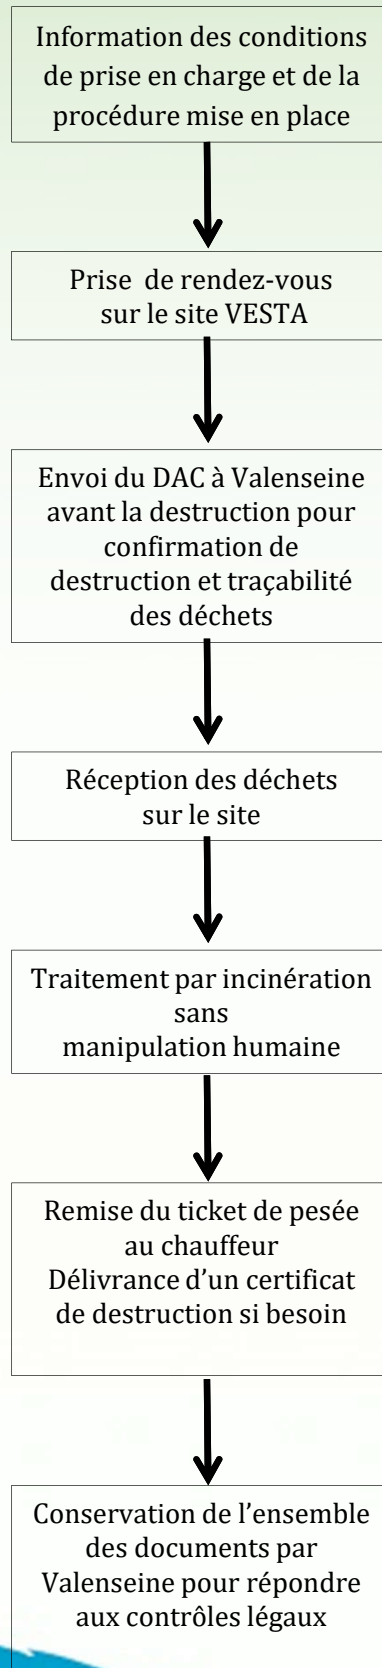 Information des conditions
de prise en charge et de la
procédure mise en place
Prise de rendez-vous
sur le site VESTA
Envoi du DAC à Valenseine
avant la destruction pour
confirmation de
destruction et traçabilité
des déchets
Réception des déchets
sur le site
Traitement par incinération
sans
manipulation humaine
Remise du ticket de pesée
au chauffeur
Délivrance d’un certificat
de destruction si besoin
Conservation de l’ensemble
des documents par
Valenseine pour répondre
aux contrôles légaux